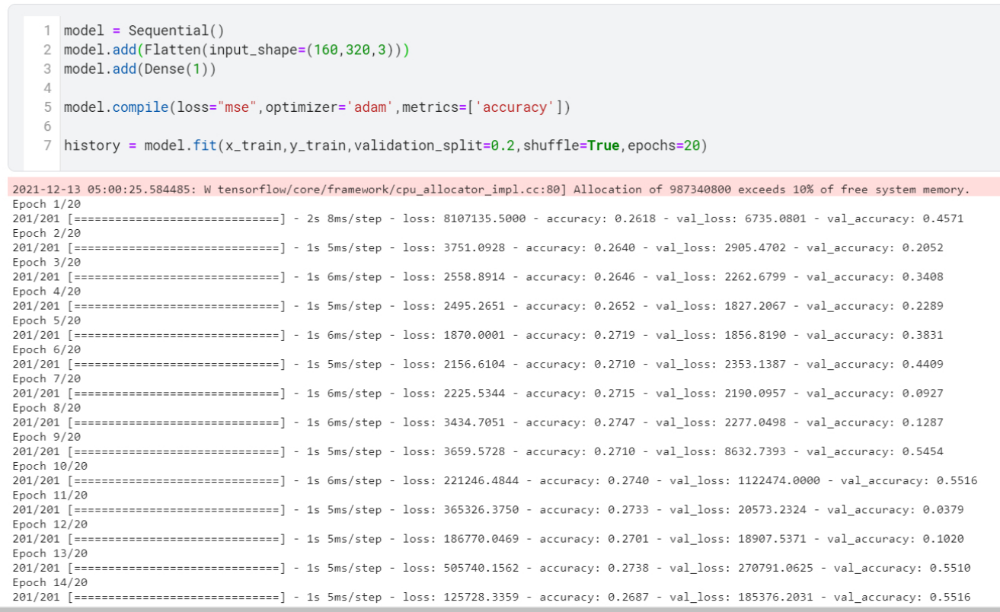 1 model = Sequential()
2 model.add(Flatten(input_shape=(160,320,3)))
3 model.add(Dense(1))
4
5 model.compile(loss="mse",optimizer='adam',metrics=['accuracy'])
6
7 history = model.fit(x_train,y_train,validation_split=0.2,shuffle=True,epochs=20)
2021-12-13 05:00:25.584485: W tensorflow/core/framework/cpu_allocator_impl.cc:80] Allocation of 987340800 exceeds 10% of free system memory.
Epoch 1/20
201/201 [==============================] - 2s 8ms/step - loss: 8107135.5000 - accuracy: 0.2618 - val_loss: 6735.0801 - val_accuracy: 0.4571
Epoch 2/20
201/201 [==============================] - 1s 5ms/step - loss: 3751.0928 - accuracy: 0.2640 - val_loss: 2905.4702 - val_accuracy: 0.2052
Epoch 3/20
201/201 [==============================] - 1s 6ms/step - loss: 2558.8914 - accuracy: 0.2646 - val_loss: 2262.6799 - val_accuracy: 0.3408
Epoch 4/20
201/201 [==============================] - 1s 5ms/step - loss: 2495.2651 - accuracy: 0.2652 - val_loss: 1827.2067 - val_accuracy: 0.2289
Epoch 5/20
201/201 [==============================] - 1s 6ms/step - loss: 1870.0001 - accuracy: 0.2719 - val_loss: 1856.8190 - val_accuracy: 0.3831
Epoch 6/20
201/201 [==============================] - 1s 5ms/step - loss: 2156.6104 - accuracy: 0.2710 - val_loss: 2353.1387 - val_accuracy: 0.4409
Epoch 7/20
201/201 [==============================] - 1s 6ms/step - loss: 2225.5344 - accuracy: 0.2715 - val_loss: 2190.0957 - val_accuracy: 0.0927
Epoch 8/20
201/201 [==============================] - 1s 6ms/step - loss: 3434.7051 - accuracy: 0.2747 - val_loss: 2277.0498 - val_accuracy: 0.1287
Epoch 9/20
201/201 [==============================] - 1s 5ms/step - loss: 3659.5728 - accuracy: 0.2710 - val_loss: 8632.7393 - val_accuracy: 0.5454
Epoch 10/20
201/201 [==============================] - 1s 6ms/step - loss: 221246.4844 - accuracy: 0.2740 - val_loss: 1122474.0000 - val_accuracy: 0.5516
Epoch 11/20
201/201 [==============================] - 1s 5ms/step - loss: 365326.3750 - accuracy: 0.2733 - val_loss: 20573.2324 - val_accuracy: 0.0379
Epoch 12/20
201/201 [==============================] - 1s 5ms/step - loss: 186770.0469 - accuracy: 0.2701 - val_loss: 18907.5371 - val_accuracy: 0.1020
Epoch 13/20
201/201 [==============================] - 1s 5ms/step - loss: 505740.1562 - accuracy: 0.2738 - val_loss: 270791.0625 - val_accuracy: 0.5510
Epoch 14/20
201/201 [==============================] - 1s 5ms/step - loss: 125728.3359 - accuracy: 0.2687 - val_loss: 185376.2031 - val_accuracy: 0.5516